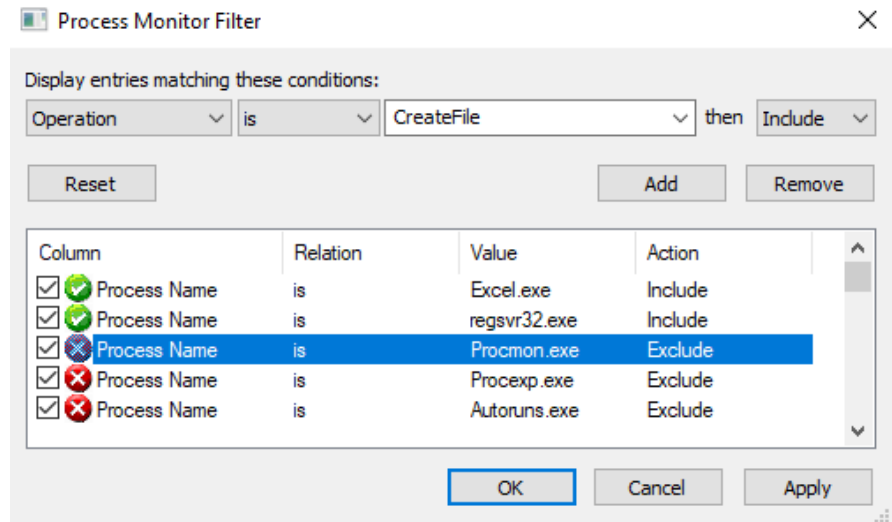 Process Monitor Filter
Display entries matching these conditions:
Operation is CreateFile then Include
Reset Add Remove
Column Relation Value Action
Process Name is Excel.exe Include
Process Name is regsvr32.exe Include
Process Name is Procmon.exe Exclude
Process Name is Procexp.exe Exclude
Process Name is Autoruns.exe Exclude
OK Cancel Apply